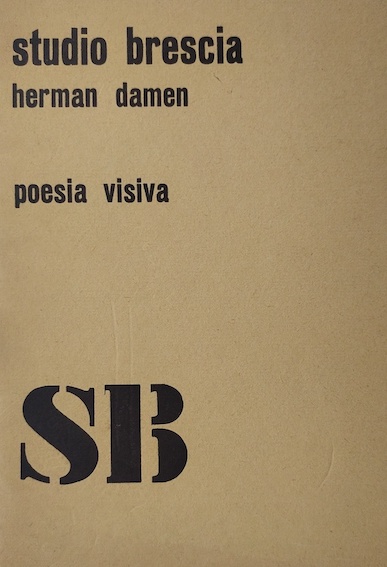 studio brescia
herman damen
poesia visiva
SB